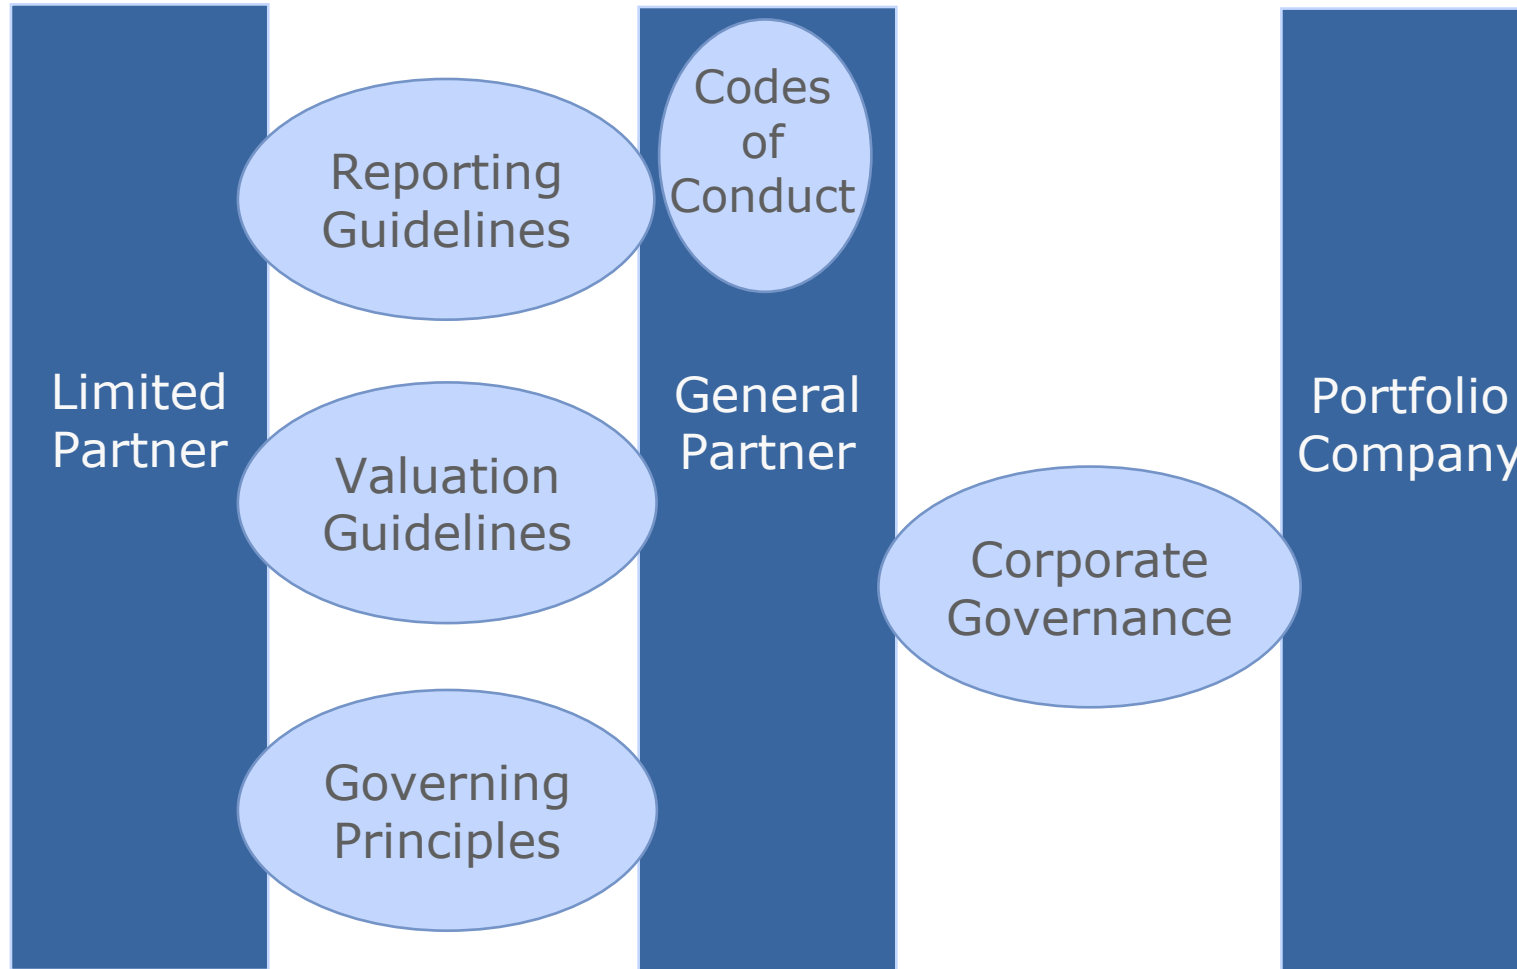 Limited
Partner
Reporting
Guidelines
Valuation
Guidelines
Governing
Principles
Codes
of
Conduct
General
Partner
Corporate
Governance
Portfolio
Company